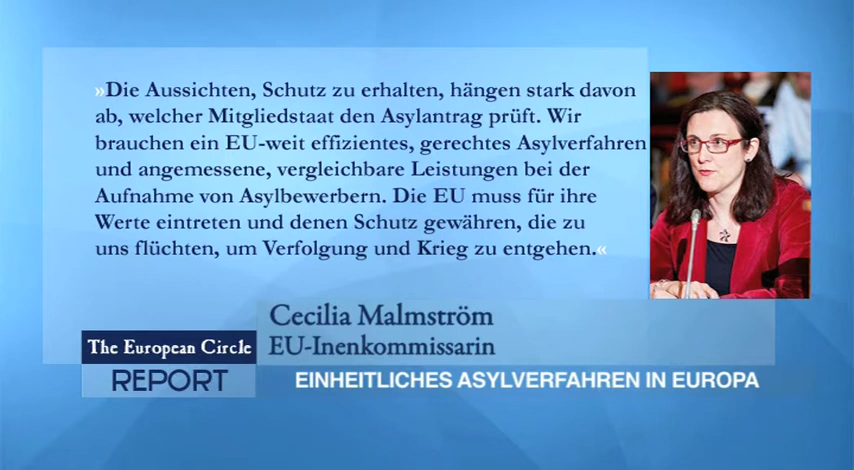 »Die Aussichten, Schutz zu erhalten, hängen stark davon
ab, welcher Mitgliedstaat den Asylantrag prüft. Wir
brauchen ein EU-weit effizientes, gerechtes Asylverfahren
und angemessene, vergleichbare Leistungen bei der
Aufnahme von Asylbewerbern. Die EU muss für ihre
Werte eintreten und denen Schutz gewähren, die zu
uns flüchten, um Verfolgung und Krieg zu entgehen.«
Cecilia Malmström
EU-Inenkommissarin
The European Circle
REPORT
EINHEITLICHES ASYLVERFAHREN IN EUROPA